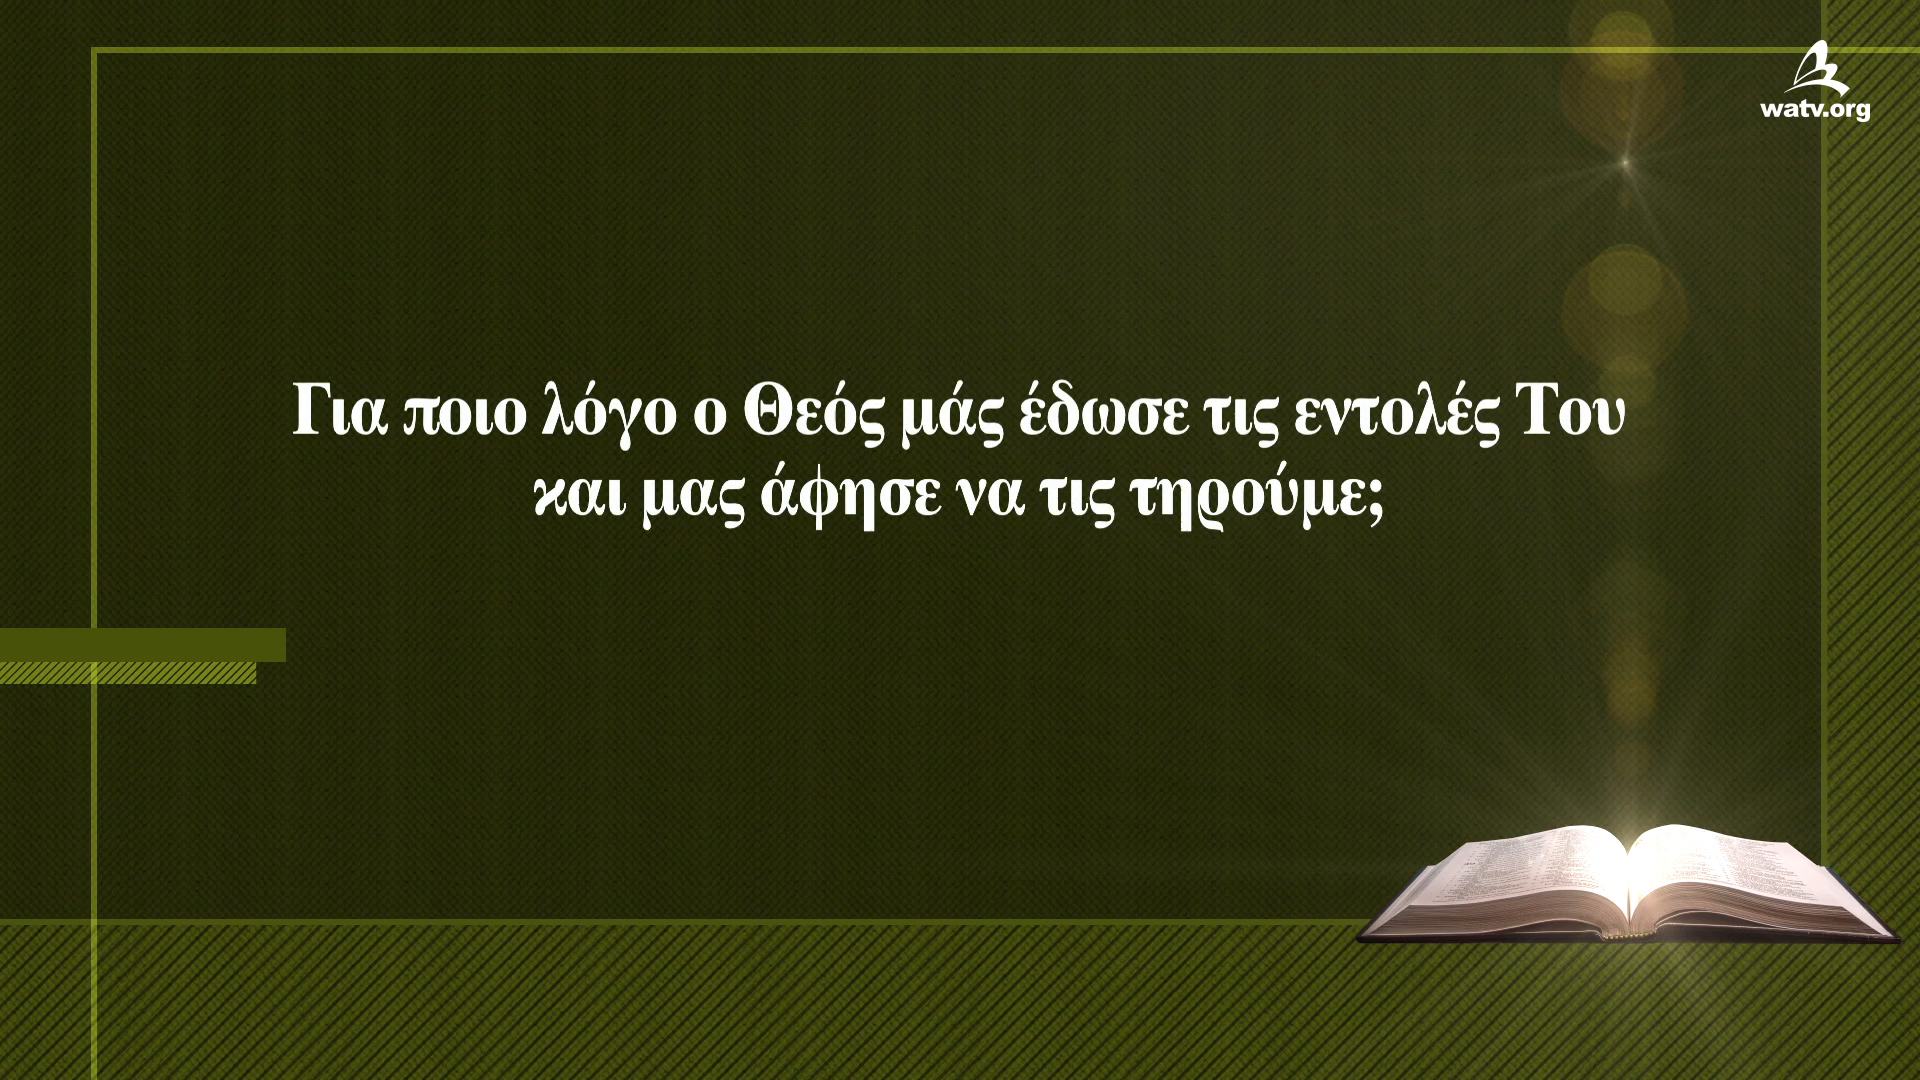 watv.org
Για ποιο λόγο ο Θεός μάς έδωσε τις εντολές Του
και μας άφησε να τις τηρούμε;